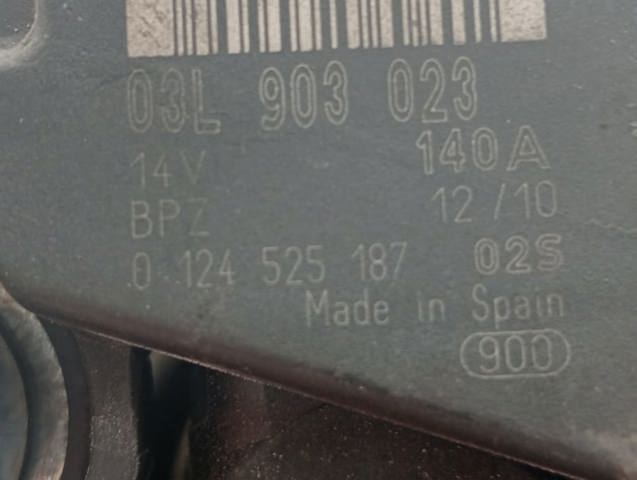 03L 903 023
14V 140A
BPZ 12/10
0 124 525 187 02S
Made in Spain
900